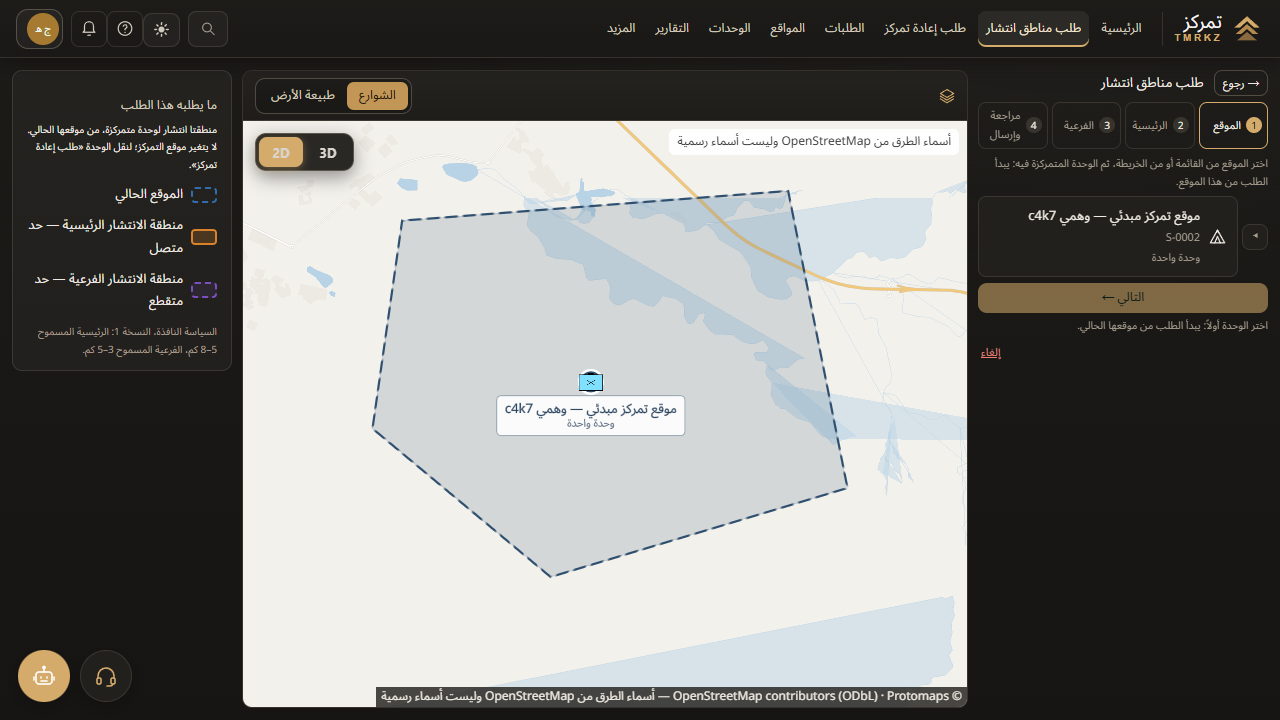 تمركز
TMRKZ
الرئيسية
طلب مناطق انتشار
طلب إعادة تمركز
الطلبات
المواقع
الوحدات
التقارير
المزيد
ج ه
→ رجوع
طلب مناطق انتشار
1 الموقع
2 الرئيسية
3 الفرعية
4 مراجعة وإرسال
اختر الموقع من القائمة أو من الخريطة، ثم الوحدة المتمركزة فيه: يبدأ
الطلب من هذا الموقع.
موقع تمركز مبدئي — وهمي c4k7
S-0002
وحدة واحدة
التالي ←
اختر الوحدة أولاً: يبدأ الطلب من موقعها الحالي.
إلغاء
الشوارع
طبيعة الأرض
أسماء الطرق من OpenStreetMap وليست أسماء رسمية
2D
3D
موقع تمركز مبدئي — وهمي c4k7
وحدة واحدة
© OpenStreetMap contributors (ODbL) · Protomaps — أسماء الطرق من OpenStreetMap وليست أسماء رسمية
ما يطلبه هذا الطلب
منطقتا انتشار لوحدة متمركزة، من موقعها الحالي.
لا يتغير موقع التمركز؛ لنقل الوحدة «طلب إعادة
تمركز».
الموقع الحالي
منطقة الانتشار الرئيسية — حد
متصل
منطقة الانتشار الفرعية — حد
متقطع
السياسة النافذة، النسخة 1: الرئيسية المسموح
5–8 كم، الفرعية المسموح 3–5 كم.